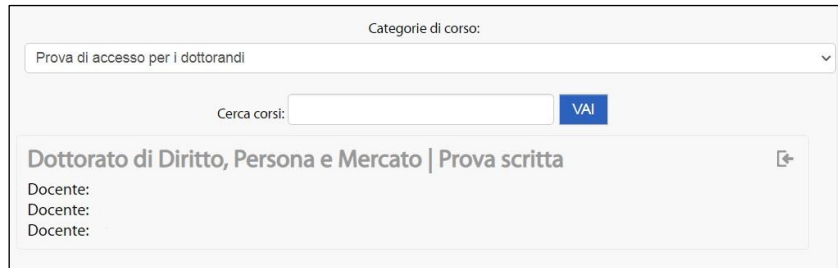 Categorie di corso:
Prova di accesso per i dottorandi
Cerca corsi:
VAI
Dottorato di Diritto, Persona e Mercato | Prova scritta
Docente:
Docente:
Docente: